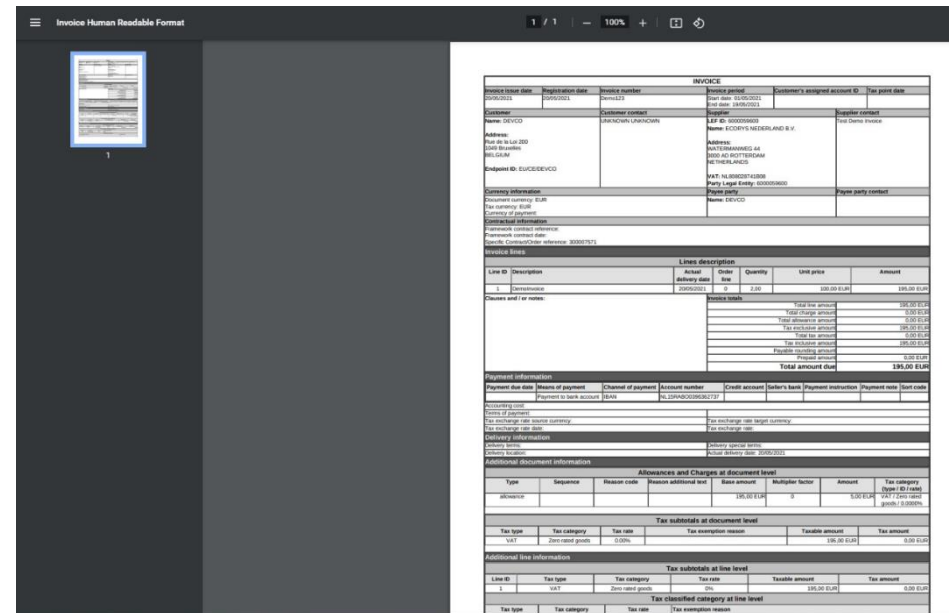 Invoice Human Readable Format
1 / 1
100%
1
INVOICE
Invoice issue date Registration date Invoice number Invoice period Customer's assigned account ID Tax point date
20/05/2021 20/05/2021 Demo123 Start date: 01/05/2021
End date: 19/05/2021
Customer Customer contact Supplier Supplier contact
Name: DEVCO UNKNOWN UNKNOWN LEF ID: 6000059603 Test Demo Invoice
Name: ECORYS NEDERLAND B.V.
Address: Address:
Rue de la Loi 200 WATERMANWEG 44
1049 Bruxelles 3000 AD ROTTERDAM
BELGIUM NETHERLANDS
Endpoint ID: EU/CE/DEVCO
VAT:
Party Legal Entity:
Currency information Payee party Payee party contact
Document currency: EUR Name: DEVCO
Tax currency: EUR
Currency of payment:
Contractual information
Framework contract reference:
Framework contract date:
Specific Contract/Order reference: 300007571
Invoice lines
Lines description
Line ID Description Actual delivery date Order line Quantity Unit price Amount
1 DemoInvoice 20/05/2021 0 2,00 100,00 EUR 195,00 EUR
Clauses and / or notes: Invoice totals
Total line amount 195,00 EUR
Total charge amount 0,00 EUR
Total allowance amount 0,00 EUR
Tax exclusive amount 195,00 EUR
Total tax amount 0,00 EUR
Tax inclusive amount 195,00 EUR
Payable rounding amount
Prepaid amount 0,00 EUR
Total amount due 195,00 EUR
Payment information
Payment due date Means of payment Channel of payment Account number Credit account Seller's bank Payment instruction Payment note Sort code
Payment to bank account IBAN
Accounting cost:
Terms of payment:
Tax exchange rate source currency: Tax exchange rate target currency:
Tax exchange rate date: Tax exchange rate:
Delivery information
Delivery terms: Delivery special terms:
Delivery location: Actual delivery date: 20/05/2021
Additional document information
Allowances and Charges at document level
Type Sequence Reason code Reason additional text Base amount Multiplier factor Amount Tax category (type / ID / rate)
allowance 195,00 EUR 0 5,00 EUR VAT / Zero rated
goods / 0.0000%
Tax subtotals at document level
Tax type Tax category Tax rate Tax exemption reason Taxable amount Tax amount
VAT Zero rated goods 0.00% 195,00 EUR 0,00 EUR
Additional line information
Tax subtotals at line level
Line ID Tax type Tax category Tax rate Taxable amount Tax amount
1 VAT Zero rated goods 0% 195,00 EUR 0,00 EUR
Tax classified category at line level
Tax type Tax category Tax rate Tax exemption reason